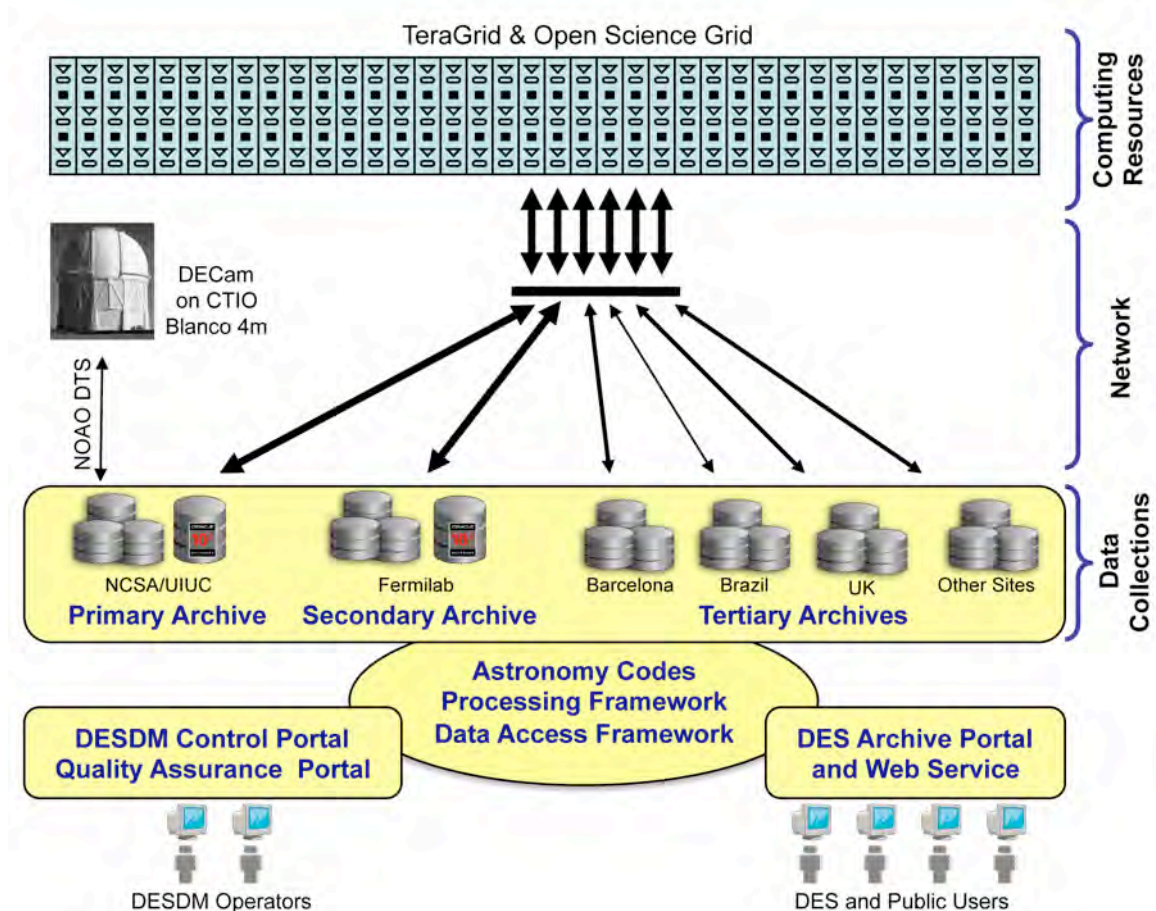 TeraGrid & Open Science Grid
Computing
Resources
DECam
on CTIO
Blanco 4m
NOAO DTS
Network
NCSA/UIUC
Primary Archive
Fermilab
Secondary Archive
Barcelona
Brazil
UK
Other Sites
Tertiary Archives
Data
Collections
Astronomy Codes
Processing Framework
Data Access Framework
DESDM Control Portal
Quality Assurance Portal
DES Archive Portal
and Web Service
DESDM Operators
DES and Public Users